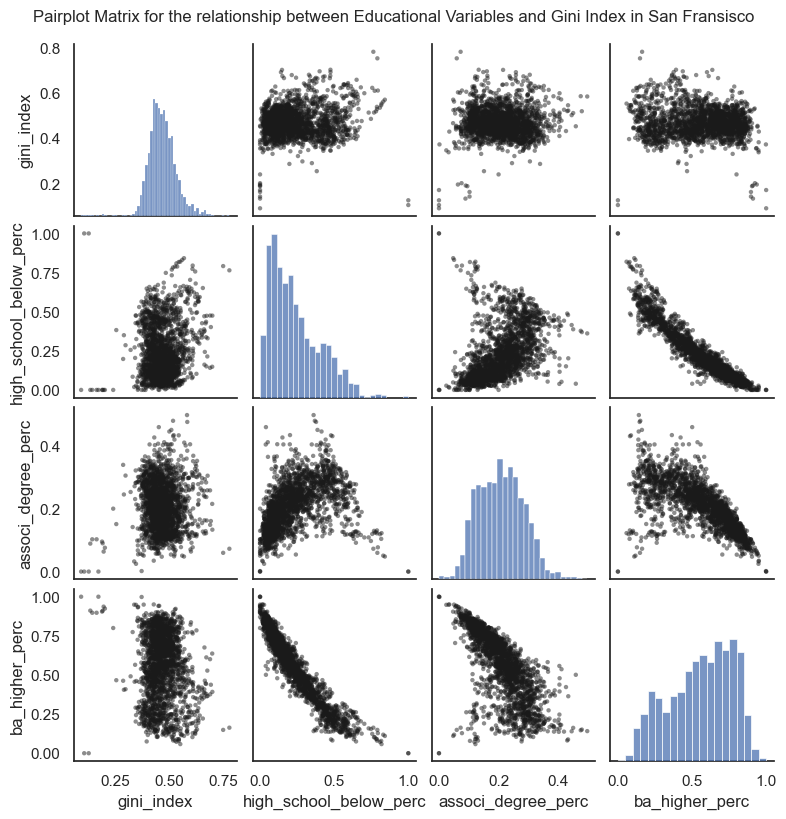 Pairplot Matrix for the relationship between Educational Variables and Gini Index in San Fransisco
0.8
0.6
0.4
0.2
gini_index
1.00
0.75
0.50
0.25
0.00
high_school_below_perc
0.4
0.2
0.0
associ_degree_perc
1.00
0.75
0.50
0.25
0.00
ba_higher_perc
0.25 0.50 0.75
gini_index
0.0 0.5 1.0
high_school_below_perc
0.0 0.2 0.4
associ_degree_perc
0.0 0.5 1.0
ba_higher_perc